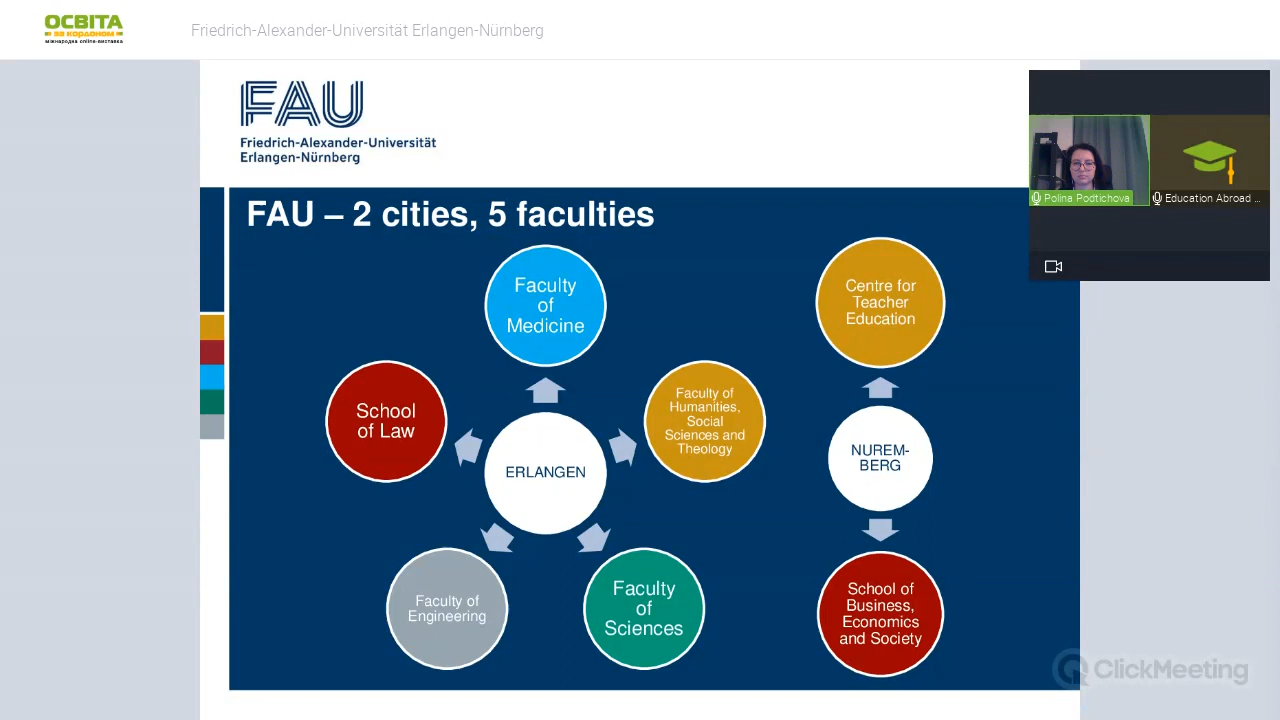 ОСВІТА
ЗА КОРДОНОМ
міжнародна online-виставка
Friedrich-Alexander-Universität Erlangen-Nürnberg
FAU
Friedrich-Alexander-Universität
Erlangen-Nürnberg
Polina Podtichova
Education Abroad ...
FAU – 2 cities, 5 faculties
Faculty
of
Medicine
Centre for
Teacher
Education
School
of Law
Faculty of
Humanities,
Social
Sciences and
Theology
ERLANGEN
NUREM-
BERG
Faculty of
Engineering
Faculty
of
Sciences
School of
Business,
Economics
and Society
ClickMeeting